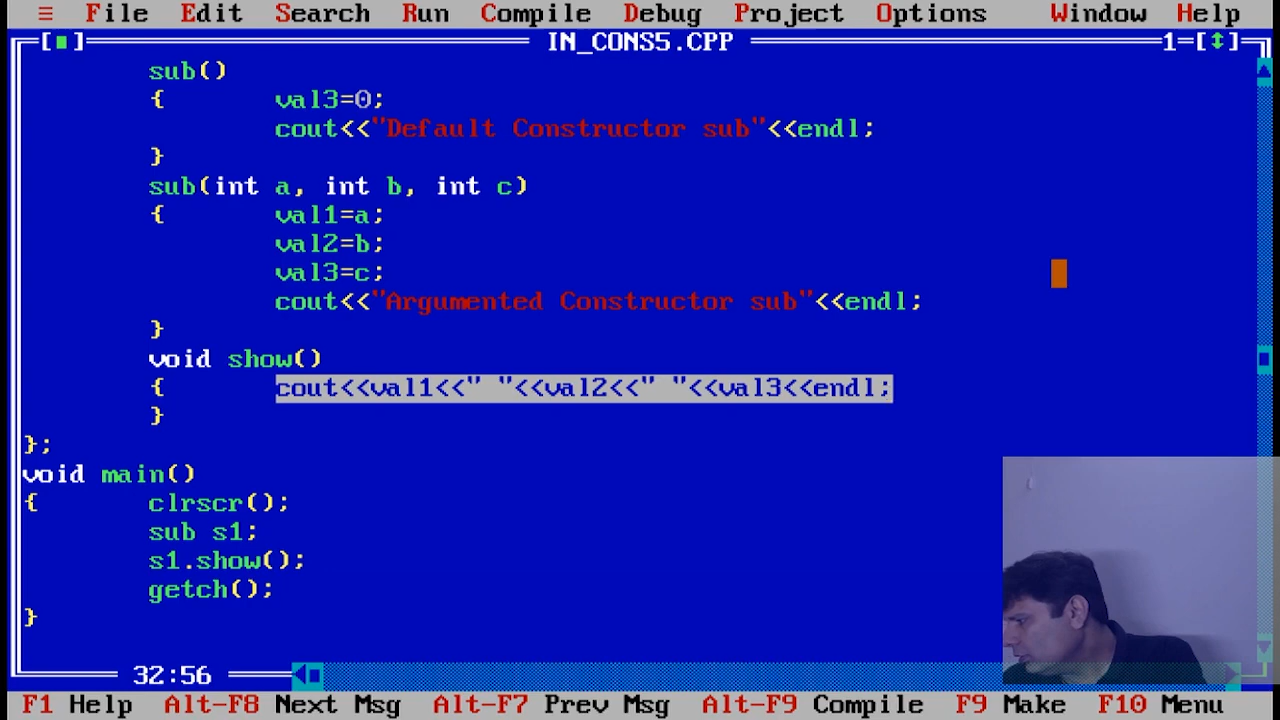 ≡ File Edit Search Run Compile Debug Project Options Window Help
[■] IN_CONS5.CPP 1=[↕]
sub()
{ val3=0;
cout<<"Default Constructor sub"<<endl;
}
sub(int a, int b, int c)
{ val1=a;
val2=b;
val3=c;
cout<<"Argumented Constructor sub"<<endl;
}
void show()
{ cout<<val1<<" "<<val2<<" "<<val3<<endl;
}
};
void main()
{ clrscr();
sub s1;
s1.show();
getch();
}
32:56
F1 Help Alt-F8 Next Msg Alt-F7 Prev Msg Alt-F9 Compile F9 Make F10 Menu